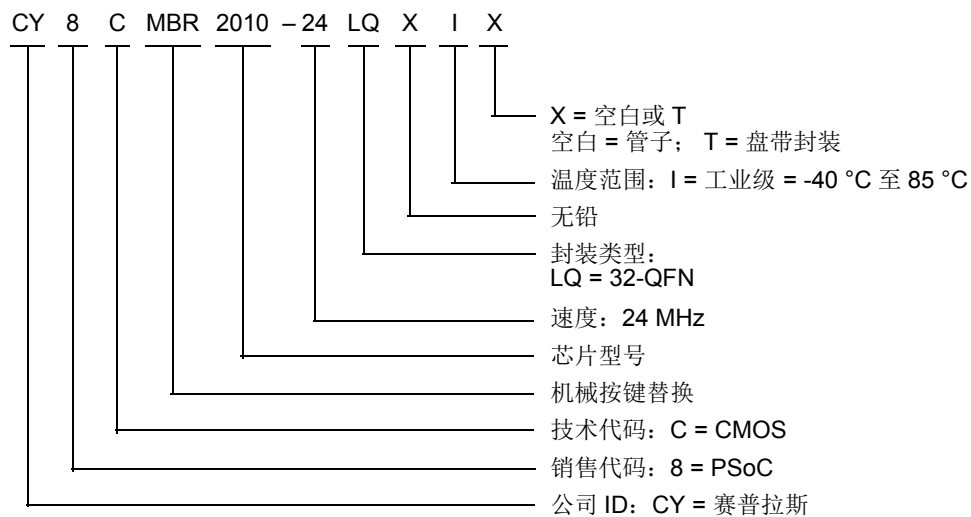 CY 8 C MBR 2010 – 24 LQ X I X
X = 空白或 T
空白 = 管子； T = 盘带封装
温度范围：I = 工业级 = -40 °C 至 85 °C
无铅
封装类型：
LQ = 32-QFN
速度：24 MHz
芯片型号
机械按键替换
技术代码：C = CMOS
销售代码：8 = PSoC
公司 ID：CY = 赛普拉斯